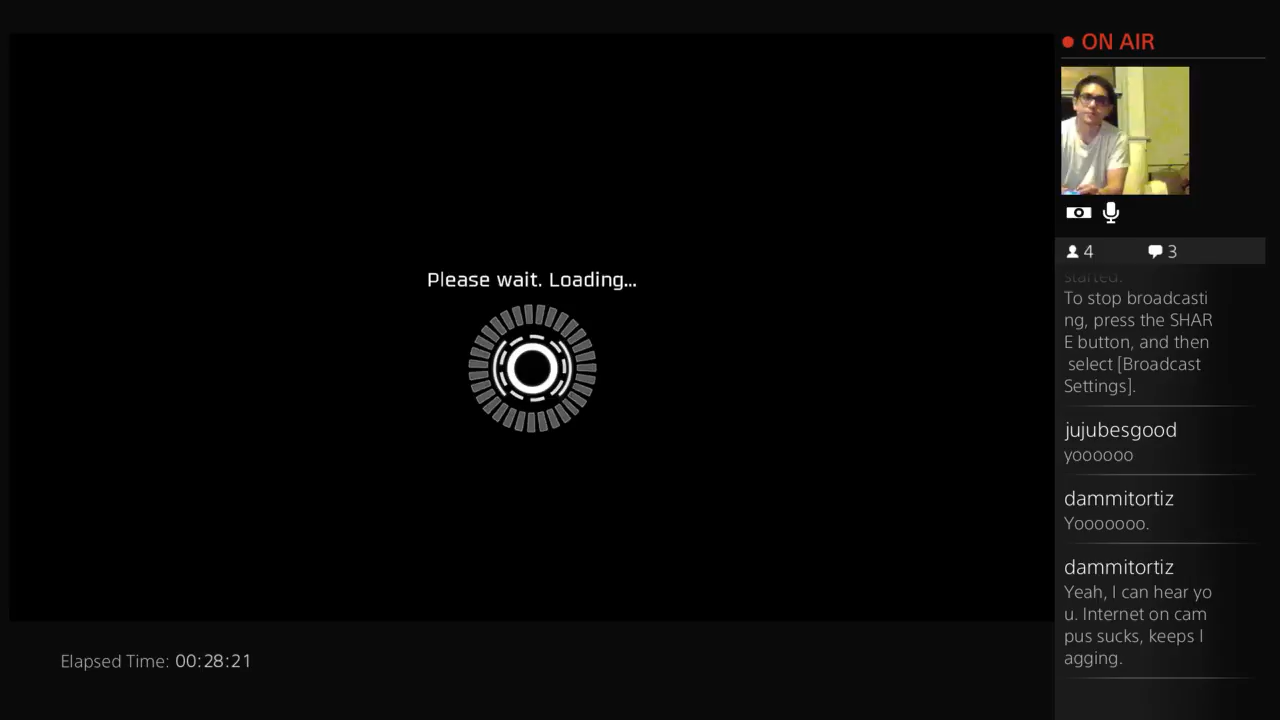 ON AIR
4 3
Please wait. Loading...
started.
To stop broadcasti
ng, press the SHAR
E button, and then
select [Broadcast
Settings].
jujubesgood
yoooooo
dammitortiz
Yooooooo.
dammitortiz
Yeah, I can hear yo
u. Internet on cam
pus sucks, keeps l
agging.
Elapsed Time: 00:28:21